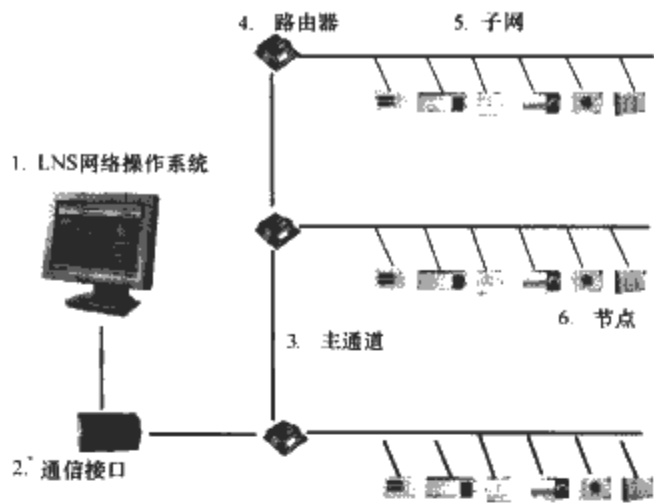 4. 路由器
5. 子网
1. LNS网络操作系统
6. 节点
3. 主通道
2. 通信接口